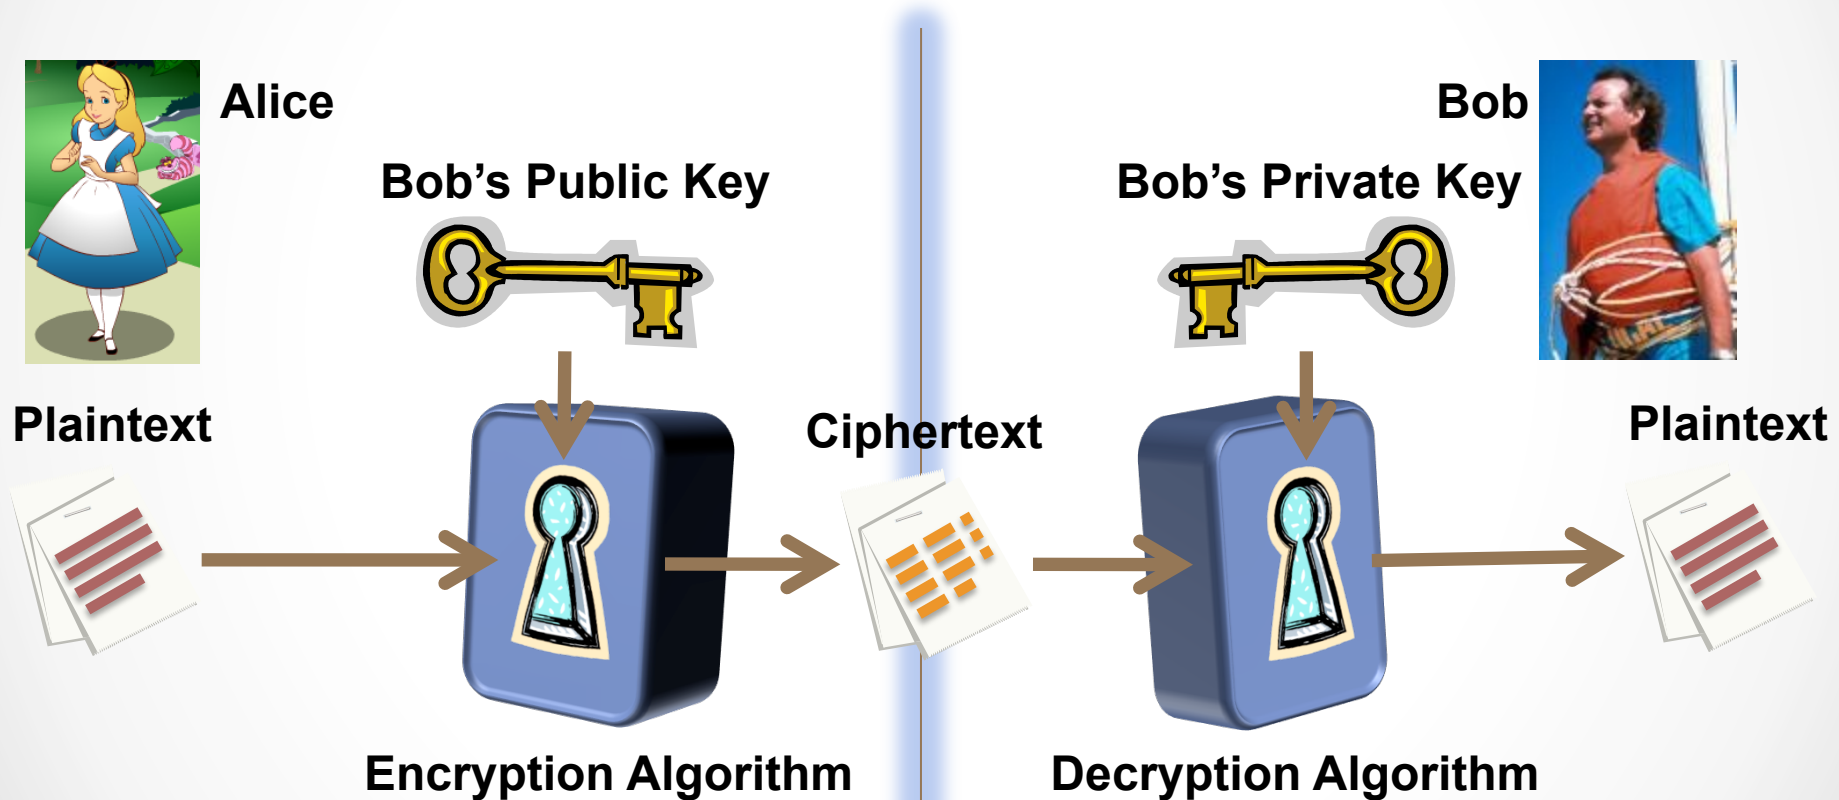 Alice
Bob
Bob’s Public Key
Bob’s Private Key
Plaintext
Ciphertext
Plaintext
Encryption Algorithm
Decryption Algorithm